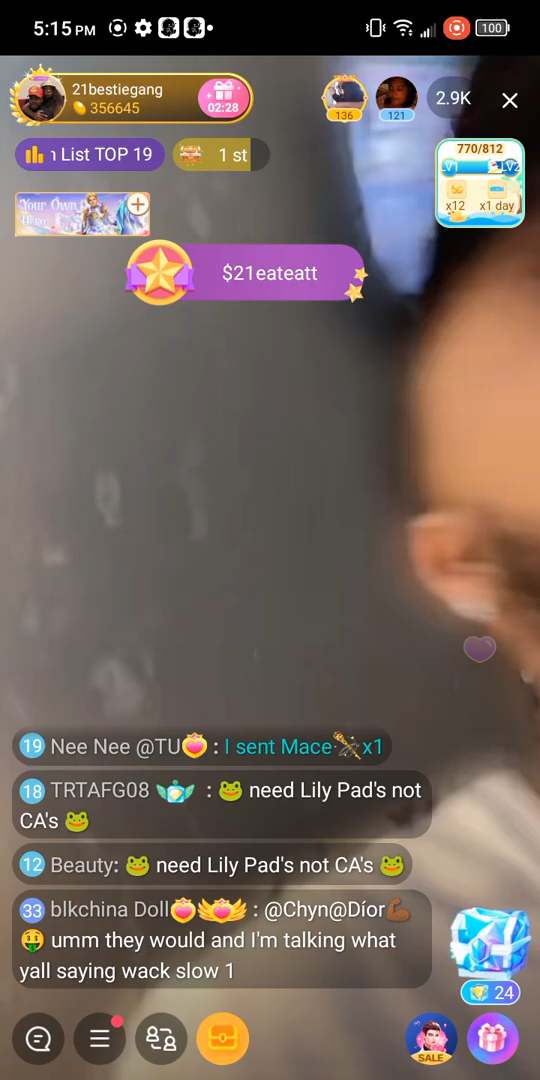 5:15 PM
100
21bestiegang
356645
02:28
136
121
2.9K
List TOP 19
1 st
770/812
LV1
LV2
x12
x1 day
Your Own
Hero
$21eateatt
19 Nee Nee @TU : I sent Mace· x1
18 TRTAFG08 : 🐸 need Lily Pad's not
CA's 🐸
12 Beauty: 🐸 need Lily Pad's not CA's 🐸
33 blkchina Doll : @Chyn@Díor💪🏾
🤑 umm they would and I'm talking what
yall saying wack slow 1
24
SALE